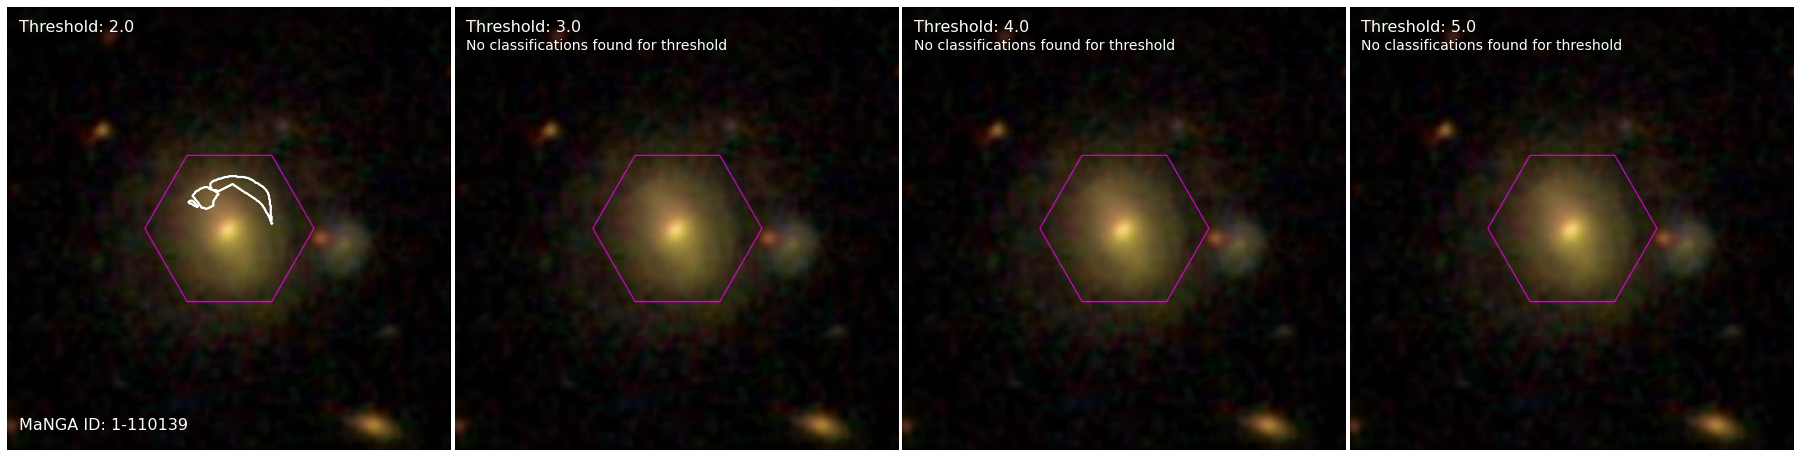 Threshold: 2.0
MaNGA ID: 1-110139
Threshold: 3.0
No classifications found for threshold
Threshold: 4.0
No classifications found for threshold
Threshold: 5.0
No classifications found for threshold